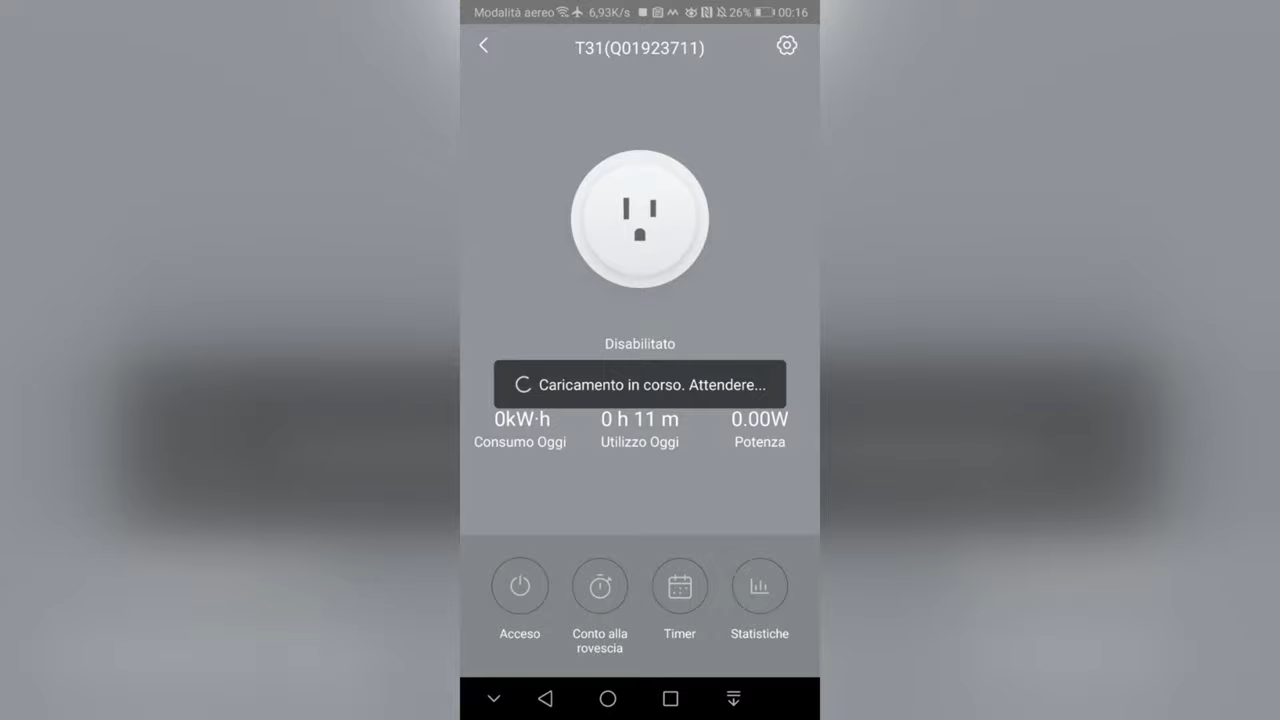 Modalità aereo 6,93K/s 26% 00:16
T31(Q01923711)
Disabilitato
Caricamento in corso. Attendere...
0kW·h 0 h 11 m 0.00W
Consumo Oggi Utilizzo Oggi Potenza
Acceso Conto alla rovescia Timer Statistiche